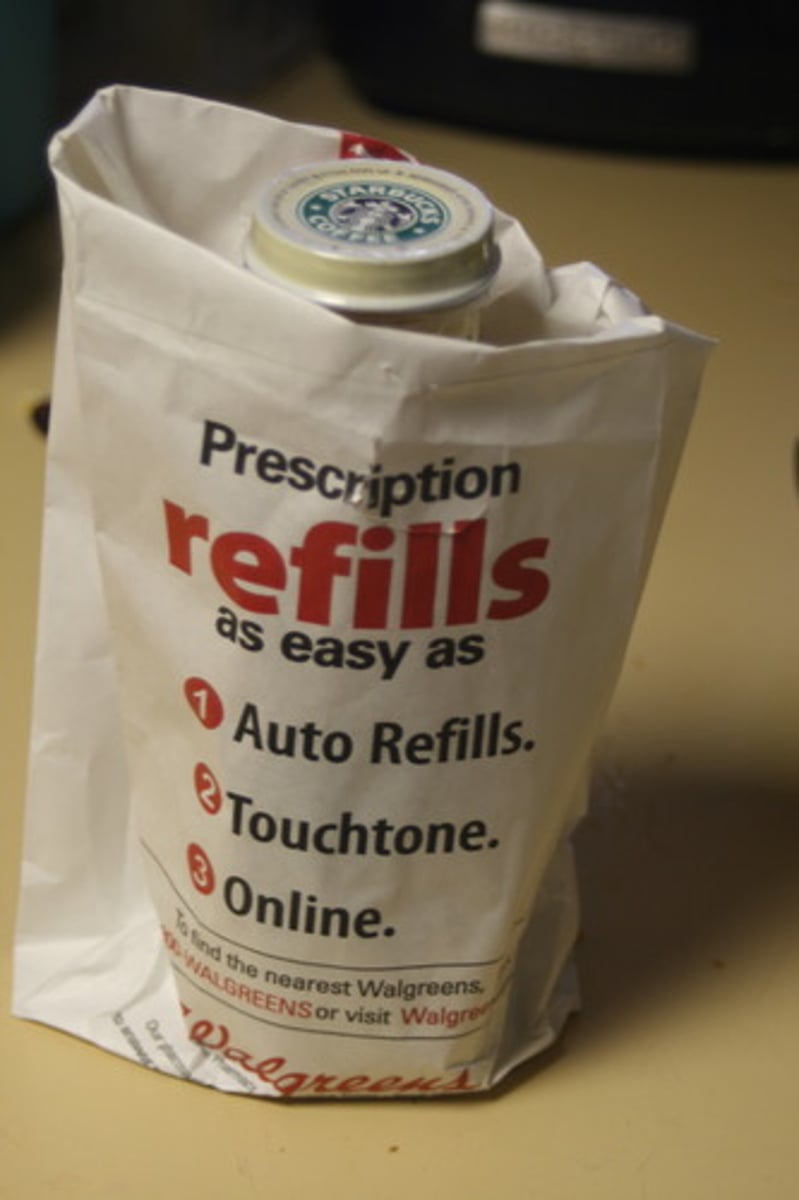 STARBUCKS
COFFEE
Prescription
refills
as easy as
1 Auto Refills.
2 Touchtone.
3 Online.
To find the nearest Walgreens,
WALGREENS or visit
Walgreens